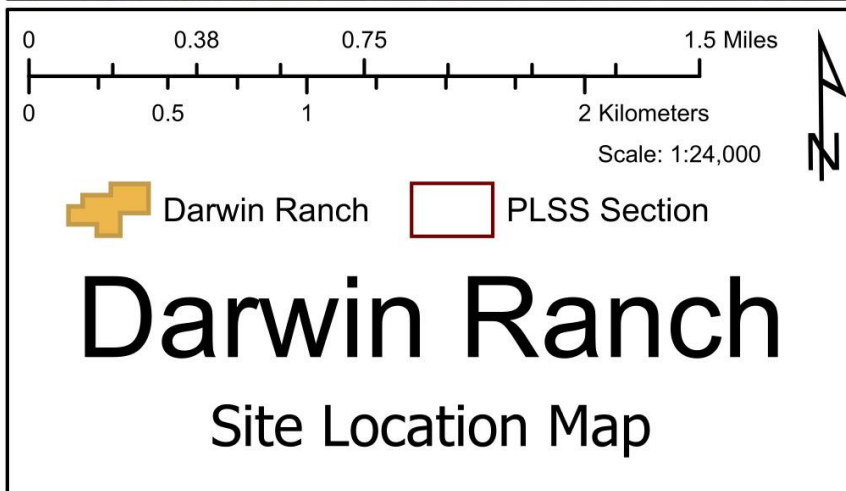 0 0.38 0.75 1.5 Miles
0 0.5 1 2 Kilometers
Scale: 1:24,000
N
Darwin Ranch PLSS Section
Darwin Ranch
Site Location Map